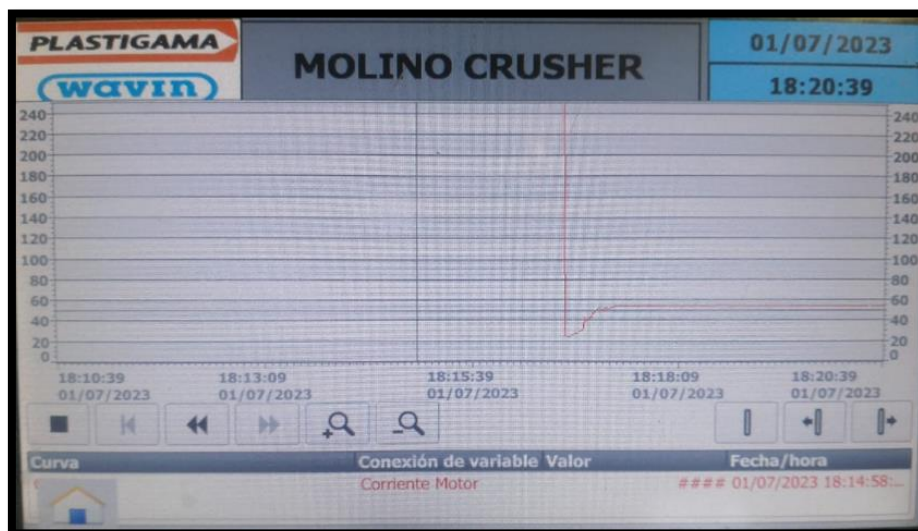 PLASTIGAMA
wavin
MOLINO CRUSHER
01/07/2023
18:20:39
240 240
220 220
200 200
180 180
160 160
140 140
120 120
100 100
80 80
60 60
40 40
20 20
0 0
18:10:39 18:13:09 18:15:39 18:18:09 18:20:39
01/07/2023 01/07/2023 01/07/2023 01/07/2023 01/07/2023
Curva Conexión de variable Valor Fecha/hora
Corriente Motor #### 01/07/2023 18:14:58:...